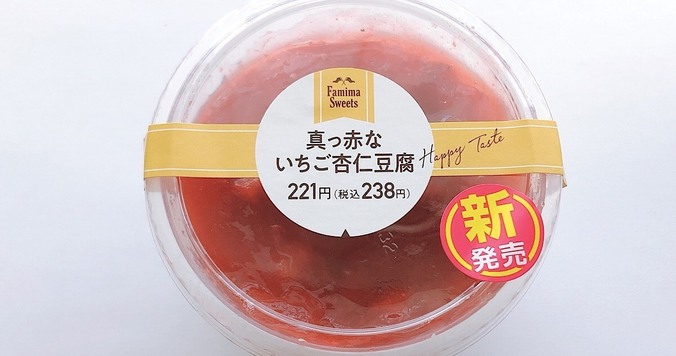 Famima
Sweets
真っ赤な
いちご杏仁豆腐
221円(税込238円)
Happy Taste
新
発売